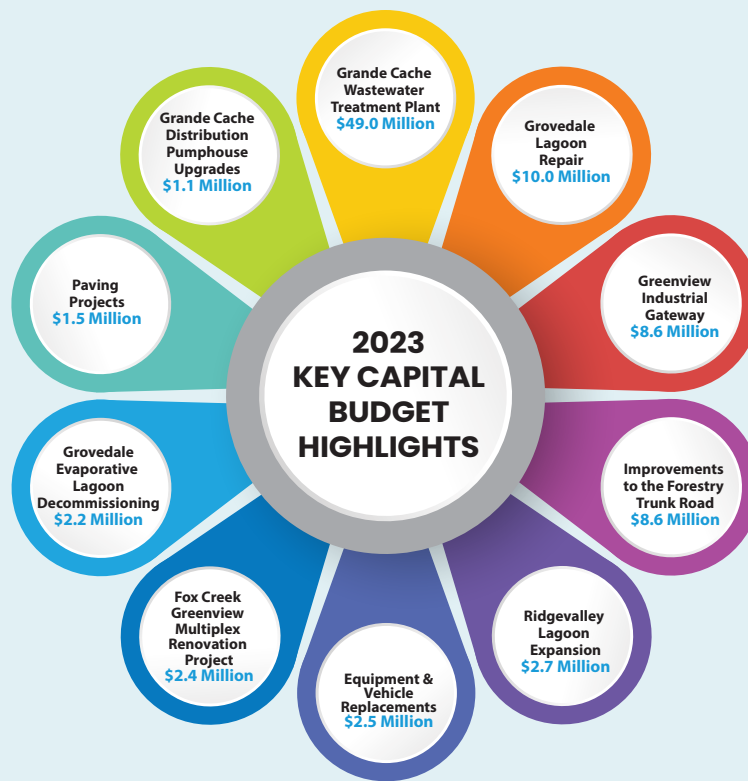 2023
KEY CAPITAL
BUDGET
HIGHLIGHTS
Grande Cache
Wastewater
Treatment Plant
$49.0 Million
Grovedale
Lagoon
Repair
$10.0 Million
Greenview
Industrial
Gateway
$8.6 Million
Improvements
to the Forestry
Trunk Road
$8.6 Million
Ridgevalley
Lagoon
Expansion
$2.7 Million
Equipment &
Vehicle
Replacements
$2.5 Million
Fox Creek
Greenview
Multiplex
Renovation
Project
$2.4 Million
Grovedale
Evaporative
Lagoon
Decommissioning
$2.2 Million
Paving
Projects
$1.5 Million
Grande Cache
Distribution
Pumphouse
Upgrades
$1.1 Million